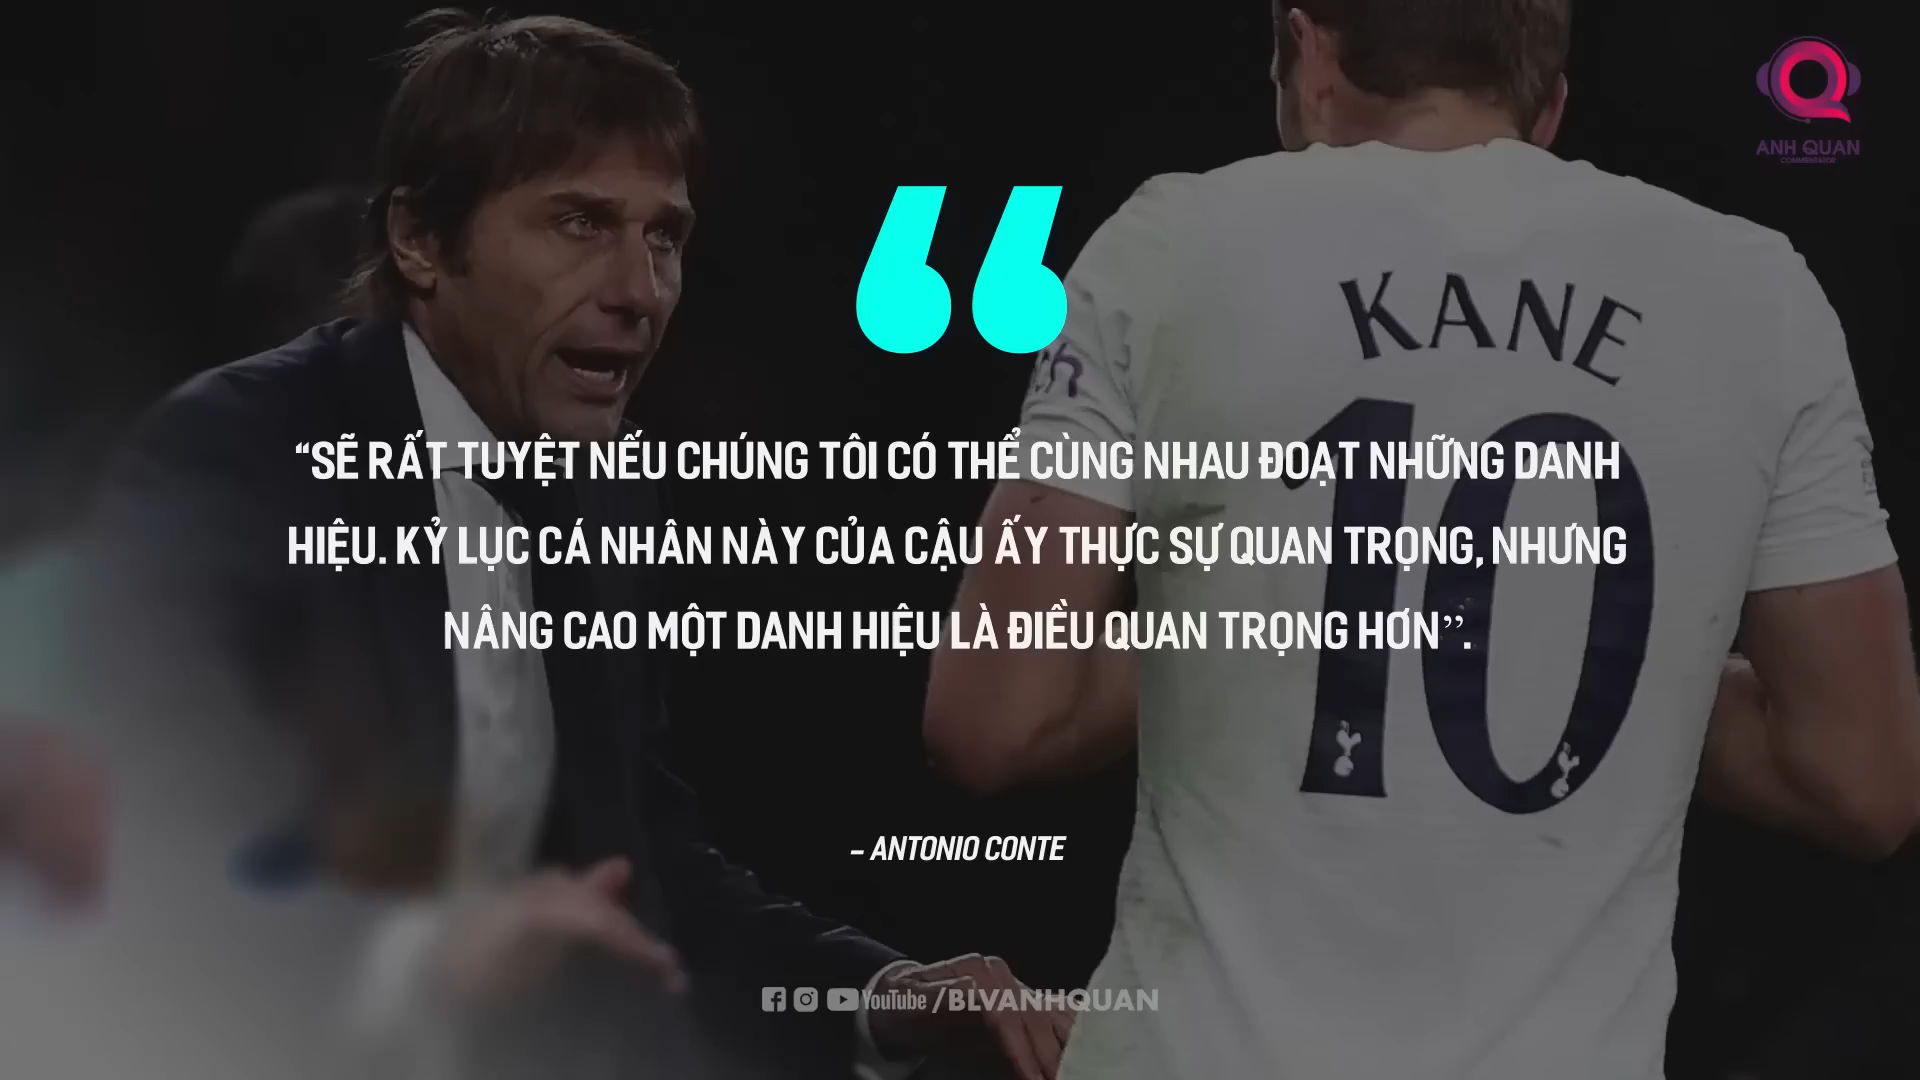 ANH QUAN
COMMENTATOR
KANE
10
“SẼ RẤT TUYỆT NẾU CHÚNG TÔI CÓ THỂ CÙNG NHAU ĐOẠT NHỮNG DANH
HIỆU. KỶ LỤC CÁ NHÂN NÀY CỦA CẬU ẤY THỰC SỰ QUAN TRỌNG, NHƯNG
NÂNG CAO MỘT DANH HIỆU LÀ ĐIỀU QUAN TRỌNG HƠN”.
– ANTONIO CONTE
YouTube /BLVANHQUAN